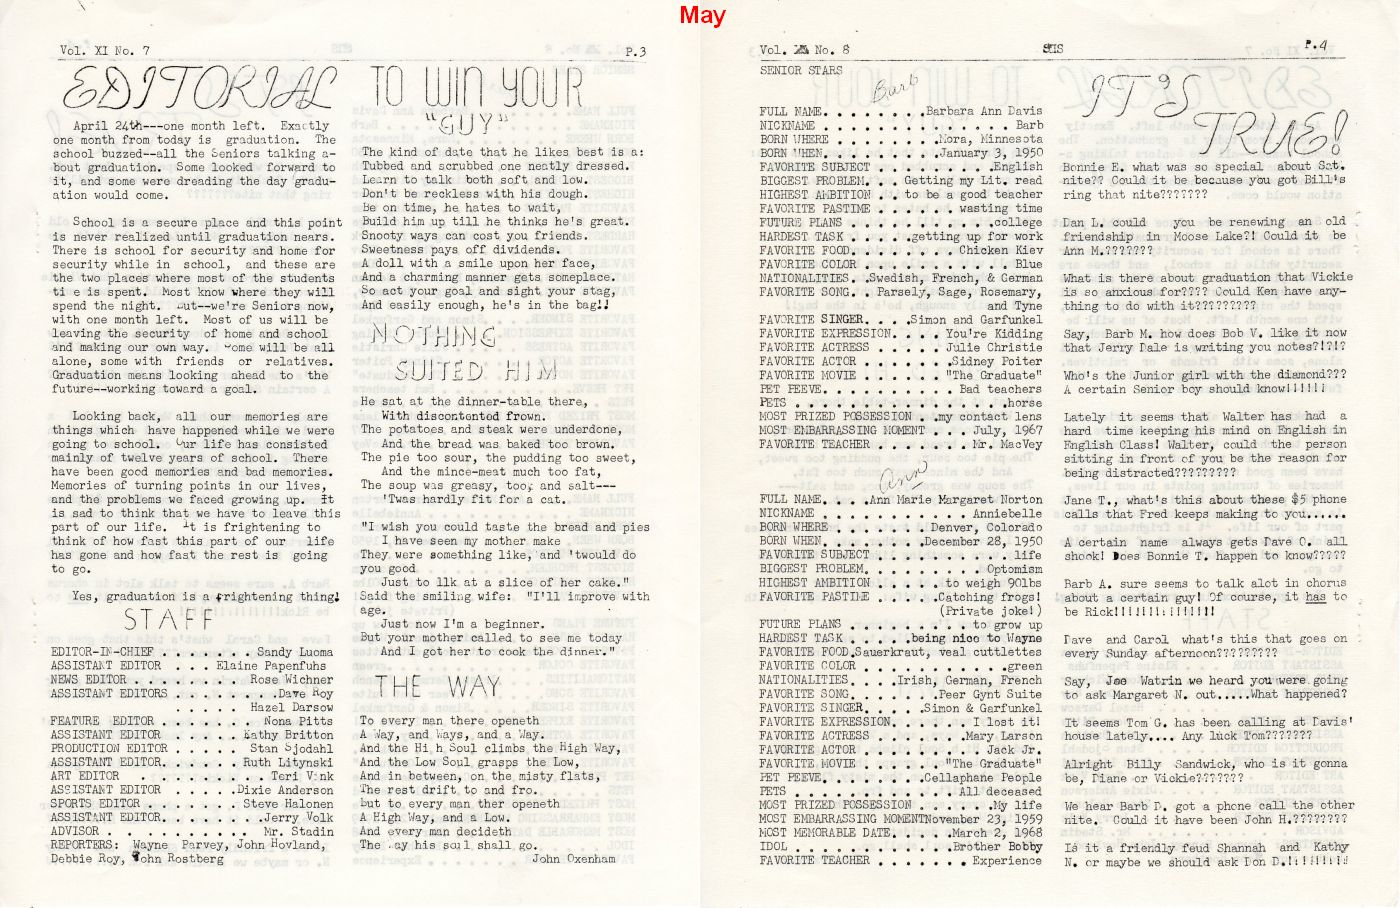 May
Vol. XI No. 7 P.3
EDITORIAL
April 24th---one month left. Exactly
one month from today is graduation. The
school buzzed--all the Seniors talking a-
bout graduation. Some looked forward to
it, and some were dreading the day gradu-
ation would come.
School is a secure place and this point
is never realized until graduation nears.
There is school for security and home for
security while in school, and these are
the two places where most of the students
ti e is spent. Most know where they will
spend the night. But--we're Seniors now,
with one month left. Most of us will be
leaving the security of home and school
and making our own way. Some will be all
alone, some with friends or relatives.
Graduation means looking ahead to the
future--working toward a goal.
Looking back, all our memories are
things which have happened while we were
going to school. Our life has consisted
mainly of twelve years of school. There
have been good memories and bad memories.
Memories of turning points in our lives,
and the problems we faced growing up. It
is sad to think that we have to leave this
part of our life. It is frightening to
think of how fast this part of our life
has gone and how fast the rest is going
to go.
Yes, graduation is a frightening thing!
STAFF
EDITOR-IN-CHIEF . . . . . . . Sandy Luoma
ASSISTANT EDITOR . . . Elaine Papenfuhs
NEWS EDITOR . . . . . . . . Rose Wichner
ASSISTANT EDITORS . . . . . . . .Dave Roy
. . . . . Hazel Darsow
FEATURE EDITOR . . . . . . . Nona Pitts
ASSISTANT EDITOR . . . . . Kathy Britton
PRODUCTION EDITOR . . . . . Stan Sjodahl
ASSISTANT EDITOR. . . . . . Ruth Litynski
ART EDITOR . . . . . . . . . Teri Vink
ASSISTANT EDITOR . . . . .Dixie Anderson
SPORTS EDITOR . . . . . . . Steve Halonen
ASSISTANT EDITOR. . . . . . . .Jerry Volk
ADVISOR . . . . . . . . . . Mr. Stadin
REPORTERS: Wayne Parvey, John Hovland,
Debbie Roy, John Rostberg
TO WIN YOUR
"GUY"
The kind of date that he likes best is a:
Tubbed and scrubbed one neatly dressed.
Learn to talk both soft and low.
Don't be reckless with his dough.
Be on time, he hates to wait,
Build him up till he thinks he's great.
Snooty ways can cost you friends.
Sweetness pays off dividends.
A doll with a smile upon her face,
And a charming manner gets someplace.
So act your goal and sight your stag,
And easily enough, he's in the bag!!
NOTHING
SUITED HIM
He sat at the dinner-table there,
With discontented frown.
The potatoes and steak were underdone,
And the bread was baked too brown.
The pie too sour, the pudding too sweet,
And the mince-meat much too fat,
The soup was greasy, too; and salt---
'Twas hardly fit for a cat.
"I wish you could taste the bread and pies
I have seen my mother make
They were something like, and 'twould do
you good
Just to llk at a slice of her cake."
Said the smiling wife: "I'll improve with
age.
Just now I'm a beginner.
But your mother called to see me today
And I got her to cook the dinner."
THE WAY
To every man there openeth
A Way, and Ways, and a Way.
And the Hi h Soul climbs the High Way,
And the Low Soul grasps the Low,
And in between, on the misty flats,
The rest drift to and fro.
But to every man ther openeth
A High Way, and a Low.
And every man decideth
The Way his soul shall go.
John Oxenham
Vol. XI No. 8 SHS P.4
SENIOR STARS
Barb
FULL NAME. . . . . . . .Barbara Ann Davis
NICKNAME . . . . . . . . . . . . . . Barb
BORN WHERE . . . . . . . .Mora, Minnesota
BORN WHEN. . . . . . . . .January 3, 1950
FAVORITE SUBJECT . . . . . . . . .English
BIGGEST PROBLEM. . . Getting my Lit. read
HIGHEST AMBITION . . to be a good teacher
FAVORITE PASTIME . . . . . . wasting time
FUTURE PLANS . . . . . . . . . . .college
HARDEST TASK . . . . .getting up for work
FAVORITE FOOD. . . . . . . . Chicken Kiev
FAVORITE COLOR . . . . . . . . . . . Blue
NATIONALITIES. .Swedish, French, & German
FAVORITE SONG. . Parsely, Sage, Rosemary,
and Tyne
FAVORITE SINGER. . . .Simon and Garfunkel
FAVORITE EXPRESSION. . . . You're Kidding
FAVORITE ACTRESS . . . . . Julie Christie
FAVORITE ACTOR . . . . . . .Sidney Poiter
FAVORITE MOVIE . . . . . . "The Graduate"
PET PEEVE. . . . . . . . . . Bad teachers
PETS . . . . . . . . . . . . . . . .horse
MOST PRIZED POSSESSION . .my contact lens
MOST EMBARRASSING MOMENT . . . July, 1967
FAVORITE TEACHER . . . . . . . Mr. MacVey
Ann
FULL NAME. . . . .Ann Marie Margaret Norton
NICKNAME . . . . . . . . . . . Anniebelle
BORN WHERE. . . . . . . .Denver, Colorado
BORN WHEN. . . . . . . .December 28, 1950
FAVORITE SUBJECT . . . . . . . . . . life
BIGGEST PROBLEM. . . . . . . . . Optomism
HIGHEST AMBITION . . . . .to weigh 90lbs
FAVORITE PASTIME . . . . .Catching frogs!
(Private joke!)
FUTURE PLANS . . . . . . . . . to grow up
HARDEST TASK . . . . .being nice to Wayne
FAVORITE FOOD.Sauerkraut, veal cuttlettes
FAVORITE COLOR . . . . . . . . . . .green
NATIONALITIES. . . .Irish, German, French
FAVORITE SONG. . . . . . .Peer Gynt Suite
FAVORITE SINGER. . . . .Simon & Garfunkel
FAVORITE EXPRESSION. . . . . . I lost it!
FAVORITE ACTRESS . . . . . . .Mary Larson
FAVORITE ACTOR . . . . . . . . . Jack Jr.
FAVORITE MOVIE . . . . . . "The Graduate"
PET PEEVE. . . . . . . .Cellaphane People
PETS . . . . . . . . . . . . All deceased
MOST PRIZED POSSESSION . . . . . .My life
MOST EMBARRASSING MOMENTNovember 23, 1959
MOST MEMORABLE DATE. . . . .March 2, 1968
IDOL . . . . . . . . . . . .Brother Bobby
FAVORITE TEACHER . . . . . . . Experience
IT'S
TRUE!
Bonnie E. what was so special about Sat.
nite?? Could it be because you got Bill's
ring that nite???????
Dan L. could you be renewing an old
friendship in Moose Lake?! Could it be
Ann M.???????
What is there about graduation that Vickie
is so anxious for???? Could Ken have any-
thing to do with it?????????
Say, Barb M. how does Bob V. like it now
that Jerry Dale is writing you notes?!?!?
Who's the Junior girl with the diamond???
A certain Senior boy should know!!!!!!
Lately it seems that Walter has had a
hard time keeping his mind on English in
English Class! Walter, could the person
sitting in front of you be the reason for
being distracted?????????
Jane T., what's this about these $5 phone
calls that Fred keeps making to you......
A certain name always gets Dave O. all
shook! Does Bonnie T. happen to know?????
Barb A. sure seems to talk alot in chorus
about a certain guy! Of course, it has to
be Rick!!!!!!!!!!!!!!!
Dave and Carol what's this that goes on
every Sunday afternoon?????????
Say, Joe Watrin we heard you were going
to ask Margaret N. out.....What happened?
It seems Tom G. has been calling at Davis'
house lately.... Any luck Tom???????
Alright Billy Sandwick, who is it gonna
be, Diane or Vickie???????
We hear Barb D. got a phone call the other
nite. Could it have been John H.????????
Is it a friendly feud Shannah and Kathy
N. or maybe we should ask Don D.!!!!!!!!!